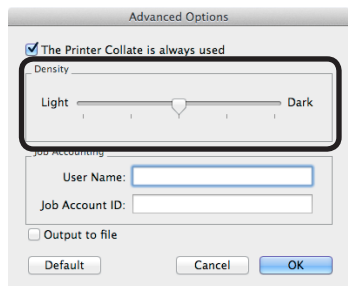 Advanced Options
The Printer Collate is always used
Density
Light Dark
Job Accounting
User Name:
Job Account ID:
Output to file
Default Cancel OK